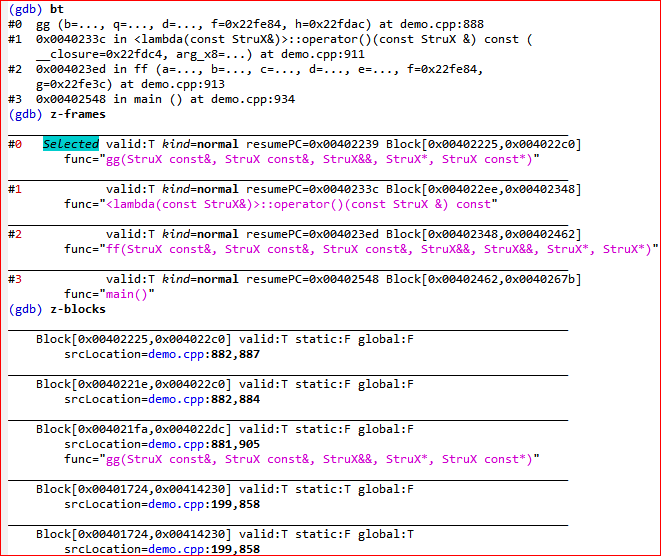 (gdb) bt
#0  gg (b=..., q=..., d=..., f=0x22fe84, h=0x22fdac) at demo.cpp:888
#1  0x0040233c in <lambda(const StruX&)>::operator()(const StruX &) const (
    __closure=0x22fdc4, arg_x8=...) at demo.cpp:911
#2  0x004023ed in ff (a=..., b=..., c=..., d=..., e=..., f=0x22fe84,
    g=0x22fe3c) at demo.cpp:913
#3  0x00402548 in main () at demo.cpp:934
(gdb) z-frames
#0   Selected valid:T kind=normal resumePC=0x00402239 Block[0x00402225,0x004022c0]
        func="gg(StruX const&, StruX const&, StruX&&, StruX*, StruX const*)"
#1            valid:T kind=normal resumePC=0x0040233c Block[0x004022ee,0x00402348]
        func="<lambda(const StruX&)>::operator()(const StruX &) const"
#2            valid:T kind=normal resumePC=0x004023ed Block[0x00402348,0x00402462]
        func="ff(StruX const&, StruX const&, StruX const&, StruX&&, StruX&&, StruX*, StruX*)"
#3            valid:T kind=normal resumePC=0x00402548 Block[0x00402462,0x0040267b]
        func="main()"
(gdb) z-blocks
    Block[0x00402225,0x004022c0] valid:T static:F global:F
        srcLocation=demo.cpp:882,887
    Block[0x0040221e,0x004022c0] valid:T static:F global:F
        srcLocation=demo.cpp:882,884
    Block[0x004021fa,0x004022dc] valid:T static:F global:F
        srcLocation=demo.cpp:881,905
        func="gg(StruX const&, StruX const&, StruX&&, StruX*, StruX const*)"
    Block[0x00401724,0x00414230] valid:T static:T global:F
        srcLocation=demo.cpp:199,858
    Block[0x00401724,0x00414230] valid:T static:F global:T
        srcLocation=demo.cpp:199,858